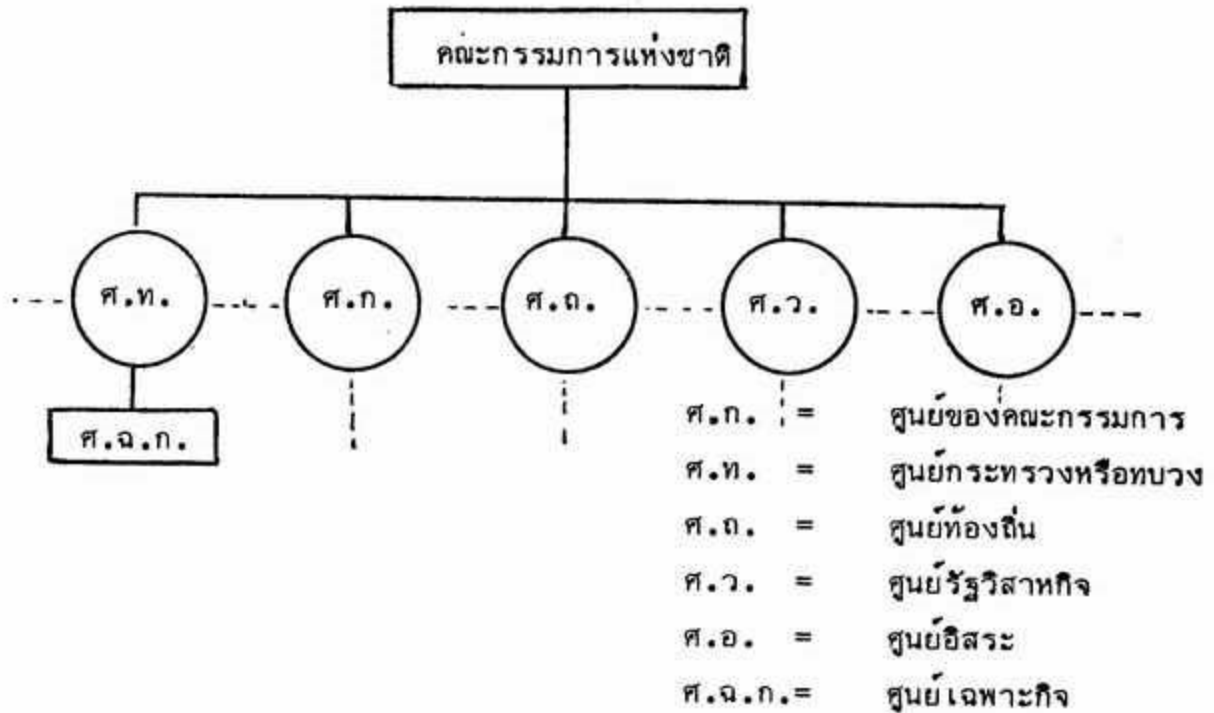 คณะกรรมการแห่งชาติ
ศ.ท. ศ.ก. ศ.ถ. ศ.ว. ศ.อ.
ศ.ฉ.ก.
ศ.ก. = ศูนย์ของคณะกรรมการ
ศ.ท. = ศูนย์กระทรวงหรือทบวง
ศ.ถ. = ศูนย์ท้องถิ่น
ศ.ว. = ศูนย์รัฐวิสาหกิจ
ศ.อ. = ศูนย์อิสระ
ศ.ฉ.ก.= ศูนย์เฉพาะกิจ